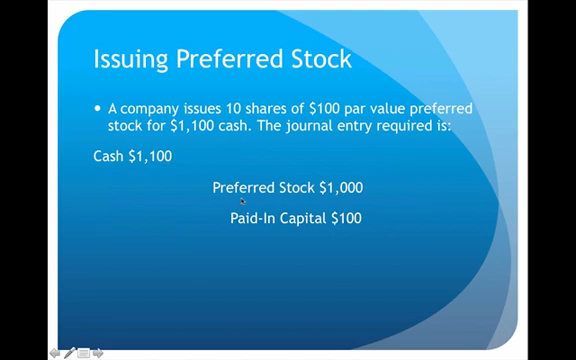 Issuing Preferred Stock
• A company issues 10 shares of $100 par value preferred
stock for $1,100 cash. The journal entry required is:
Cash $1,100
Preferred Stock $1,000
Paid-In Capital $100